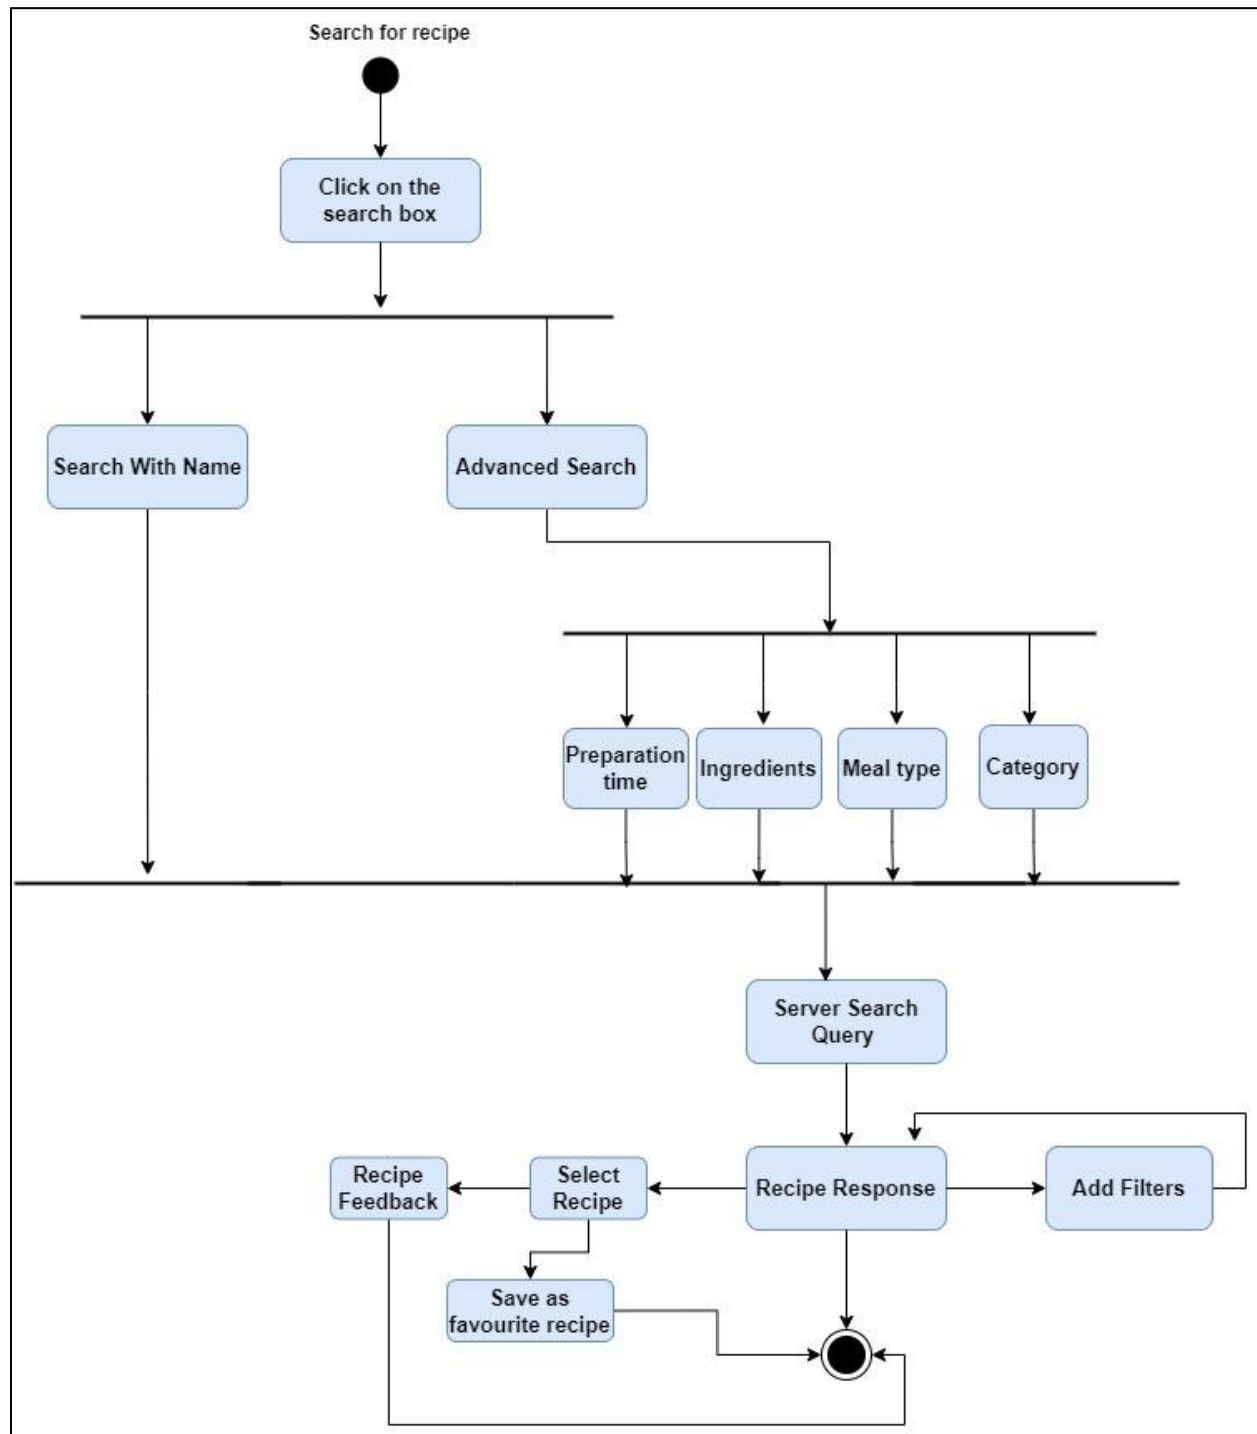 Search for recipe
Click on the
search box
Search With Name
Advanced Search
Preparation
time
Ingredients
Meal type
Category
Server Search
Query
Recipe
Feedback
Select
Recipe
Recipe Response
Add Filters
Save as
favourite recipe